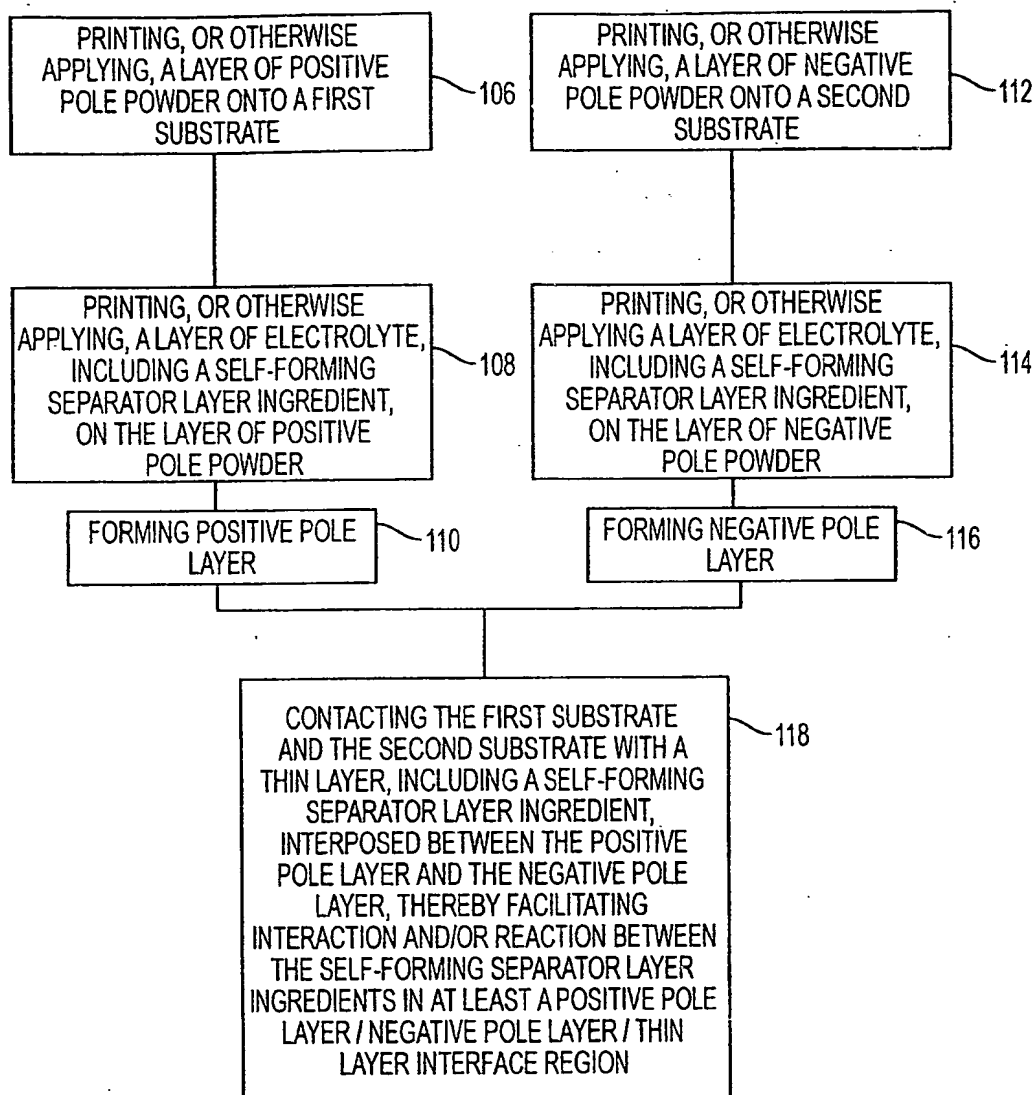 PRINTING, OR OTHERWISE
APPLYING, A LAYER OF POSITIVE
POLE POWDER ONTO A FIRST
SUBSTRATE
106
PRINTING, OR OTHERWISE
APPLYING, A LAYER OF NEGATIVE
POLE POWDER ONTO A SECOND
SUBSTRATE
112
PRINTING, OR OTHERWISE
APPLYING, A LAYER OF ELECTROLYTE,
INCLUDING A SELF-FORMING
SEPARATOR LAYER INGREDIENT,
ON THE LAYER OF POSITIVE
POLE POWDER
108
PRINTING, OR OTHERWISE
APPLYING A LAYER OF ELECTROLYTE,
INCLUDING A SELF-FORMING
SEPARATOR LAYER INGREDIENT,
ON THE LAYER OF NEGATIVE
POLE POWDER
114
FORMING POSITIVE POLE
LAYER
110
FORMING NEGATIVE POLE
LAYER
116
CONTACTING THE FIRST SUBSTRATE
AND THE SECOND SUBSTRATE WITH A
THIN LAYER, INCLUDING A SELF-FORMING
SEPARATOR LAYER INGREDIENT,
INTERPOSED BETWEEN THE POSITIVE
POLE LAYER AND THE NEGATIVE POLE
LAYER, THEREBY FACILITATING
INTERACTION AND/OR REACTION BETWEEN
THE SELF-FORMING SEPARATOR LAYER
INGREDIENTS IN AT LEAST A POSITIVE POLE
LAYER / NEGATIVE POLE LAYER / THIN
LAYER INTERFACE REGION
118